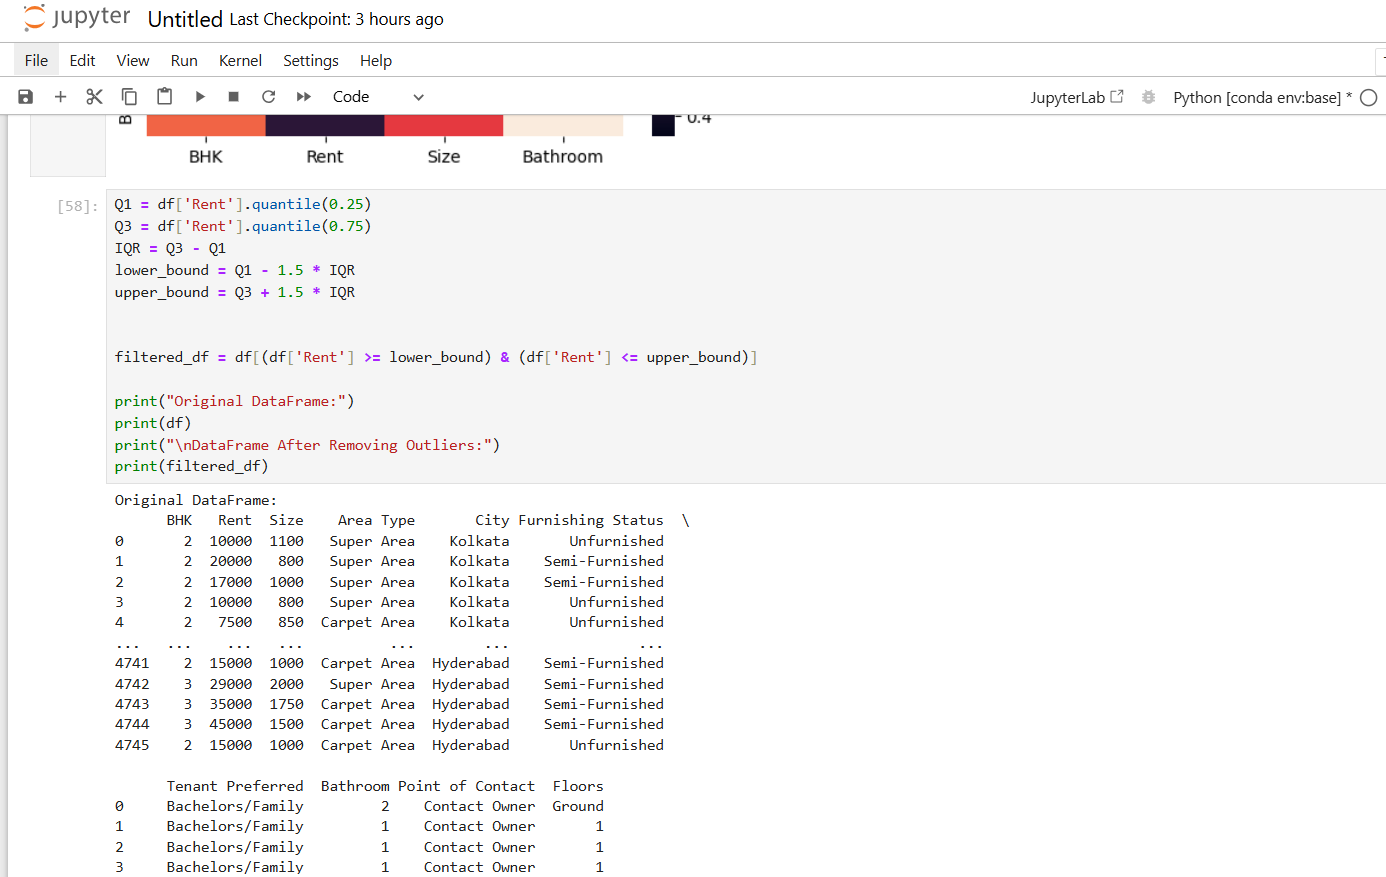 jupyter Untitled Last Checkpoint: 3 hours ago
File Edit View Run Kernel Settings Help
Code JupyterLab Python [conda env:base] *
B 0.4
BHK Rent Size Bathroom
[58]: Q1 = df['Rent'].quantile(0.25)
Q3 = df['Rent'].quantile(0.75)
IQR = Q3 - Q1
lower_bound = Q1 - 1.5 * IQR
upper_bound = Q3 + 1.5 * IQR
filtered_df = df[(df['Rent'] >= lower_bound) & (df['Rent'] <= upper_bound)]
print("Original DataFrame:")
print(df)
print("\nDataFrame After Removing Outliers:")
print(filtered_df)
Original DataFrame:
BHK Rent Size Area Type City Furnishing Status \
0 2 10000 1100 Super Area Kolkata Unfurnished
1 2 20000 800 Super Area Kolkata Semi-Furnished
2 2 17000 1000 Super Area Kolkata Semi-Furnished
3 2 10000 800 Super Area Kolkata Unfurnished
4 2 7500 850 Carpet Area Kolkata Unfurnished
... ... ... ... ... ... ...
4741 2 15000 1000 Carpet Area Hyderabad Semi-Furnished
4742 3 29000 2000 Super Area Hyderabad Semi-Furnished
4743 3 35000 1750 Carpet Area Hyderabad Semi-Furnished
4744 3 45000 1500 Carpet Area Hyderabad Semi-Furnished
4745 2 15000 1000 Carpet Area Hyderabad Unfurnished
Tenant Preferred Bathroom Point of Contact Floors
0 Bachelors/Family 2 Contact Owner Ground
1 Bachelors/Family 1 Contact Owner 1
2 Bachelors/Family 1 Contact Owner 1
3 Bachelors/Family 1 Contact Owner 1